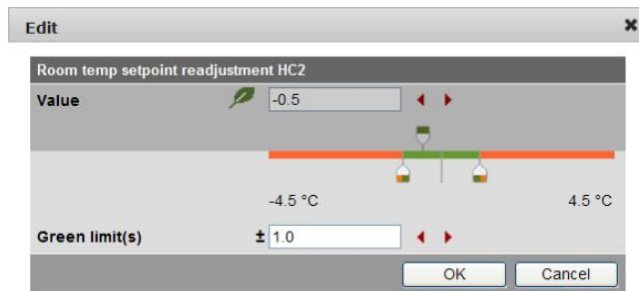 Edit
Room temp setpoint readjustment HC2
Value -0.5
-4.5 °C 4.5 °C
Green limit(s) ± 1.0
OK Cancel